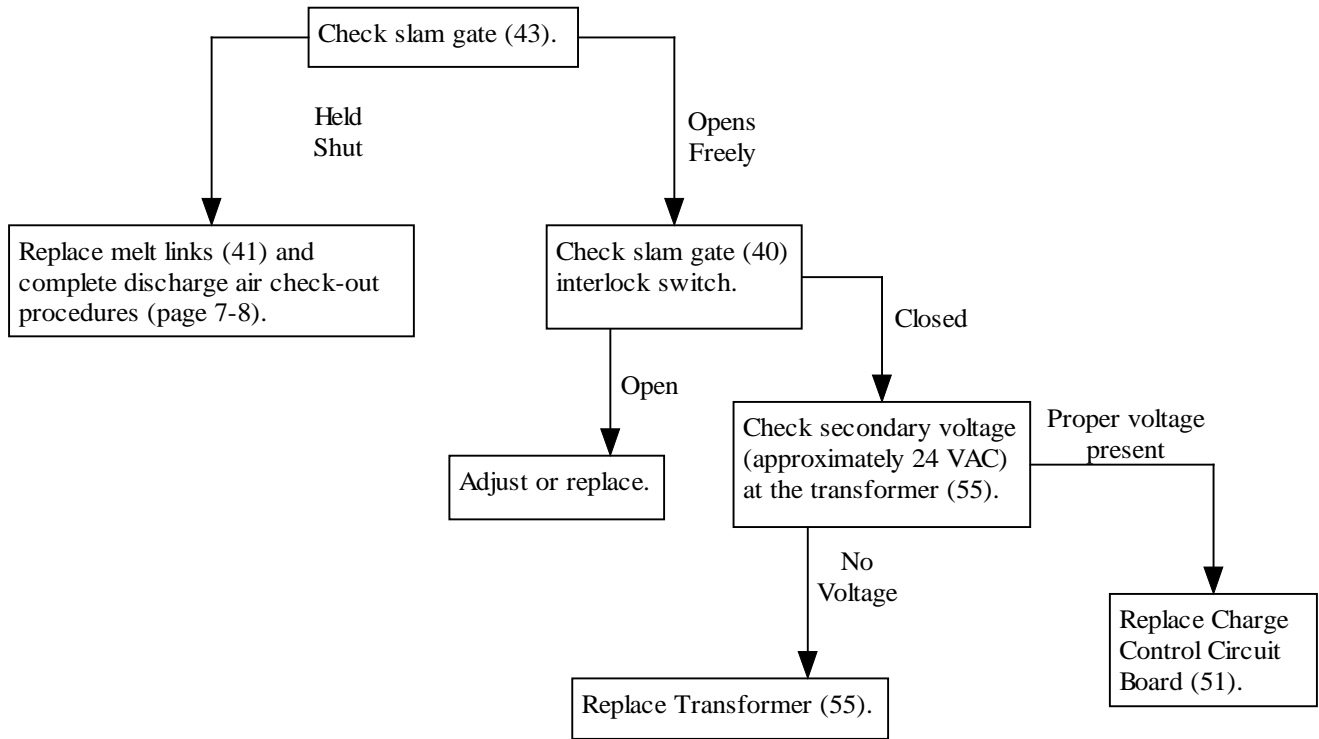 Check slam gate (43).
Held
Shut
Opens
Freely
Replace melt links (41) and
complete discharge air check-out
procedures (page 7-8).
Check slam gate (40)
interlock switch.
Closed
Open
Adjust or replace.
Check secondary voltage
(approximately 24 VAC)
at the transformer (55).
Proper voltage
present
No
Voltage
Replace Charge
Control Circuit
Board (51).
Replace Transformer (55).